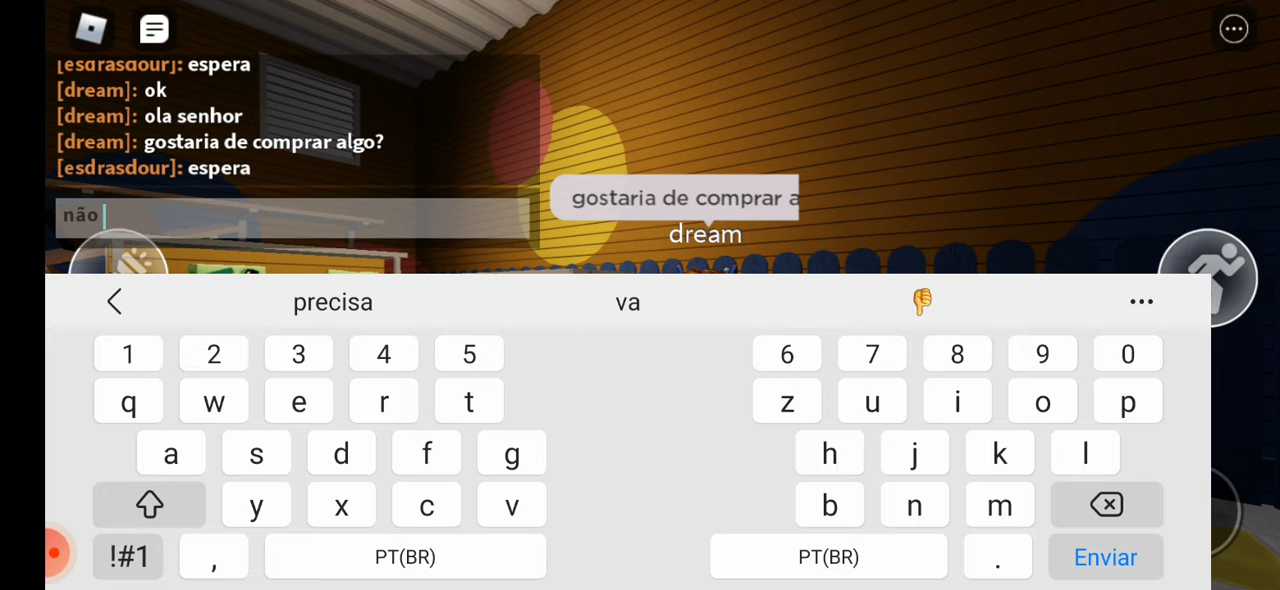 [esdrasdour]: espera
[dream]: ok
[dream]: ola senhor
[dream]: gostaria de comprar algo?
[esdrasdour]: espera
não
gostaria de comprar a
dream
precisa va 👎
1 2 3 4 5 6 7 8 9 0
q w e r t z u i o p
a s d f g h j k l
y x c v b n m
!#1 , PT(BR) PT(BR) . Enviar